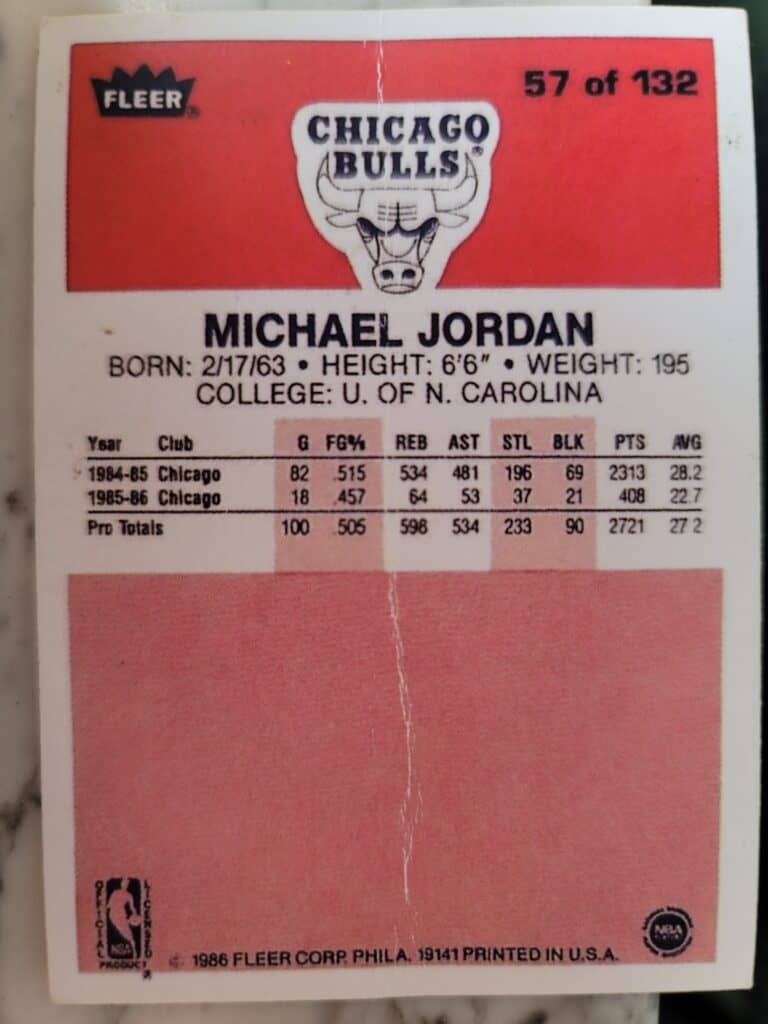 FLEER®
57 of 132
CHICAGO
BULLS®
MICHAEL JORDAN
BORN: 2/17/63 • HEIGHT: 6'6" • WEIGHT: 195
COLLEGE: U. OF N. CAROLINA
Year Club G FG% REB AST STL BLK PTS AVG
1984-85 Chicago 82 .515 534 481 196 69 2313 28.2
1985-86 Chicago 18 .457 64 53 37 21 408 22.7
Pro Totals 100 .505 598 534 233 90 2721 27 2
OFFICIAL
LICENSED
NBA
PRODUCT
NBA
© 1986 FLEER CORP. PHILA. 19141 PRINTED IN U.S.A.